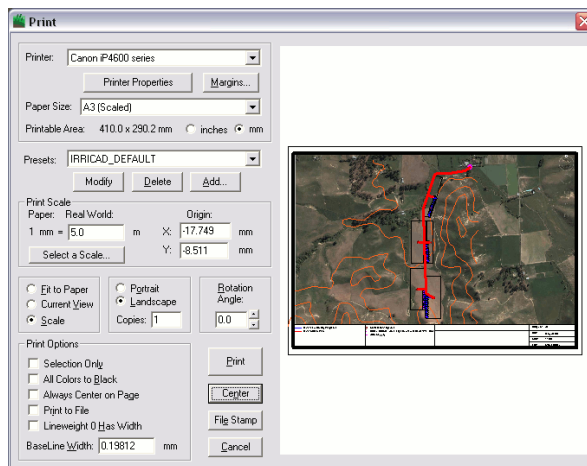 Print
Printer: Canon iP4600 series
Printer Properties Margins...
Paper Size: A3 (Scaled)
Printable Area: 410.0 x 290.2 mm inches mm
Presets: IRRICAD_DEFAULT
Modify Delete Add...
Print Scale
Paper: Real World: Origin:
1 mm = 5.0 m X: -17.749 mm
Select a Scale... Y: -8.511 mm
Fit to Paper Portrait Rotation
Current View Landscape Angle:
Scale Copies: 1 0.0
Print Options
Selection Only Print
All Colors to Black
Always Center on Page Center
Print to File
Lineweight 0 Has Width File Stamp
BaseLine Width: 0.19812 mm Cancel